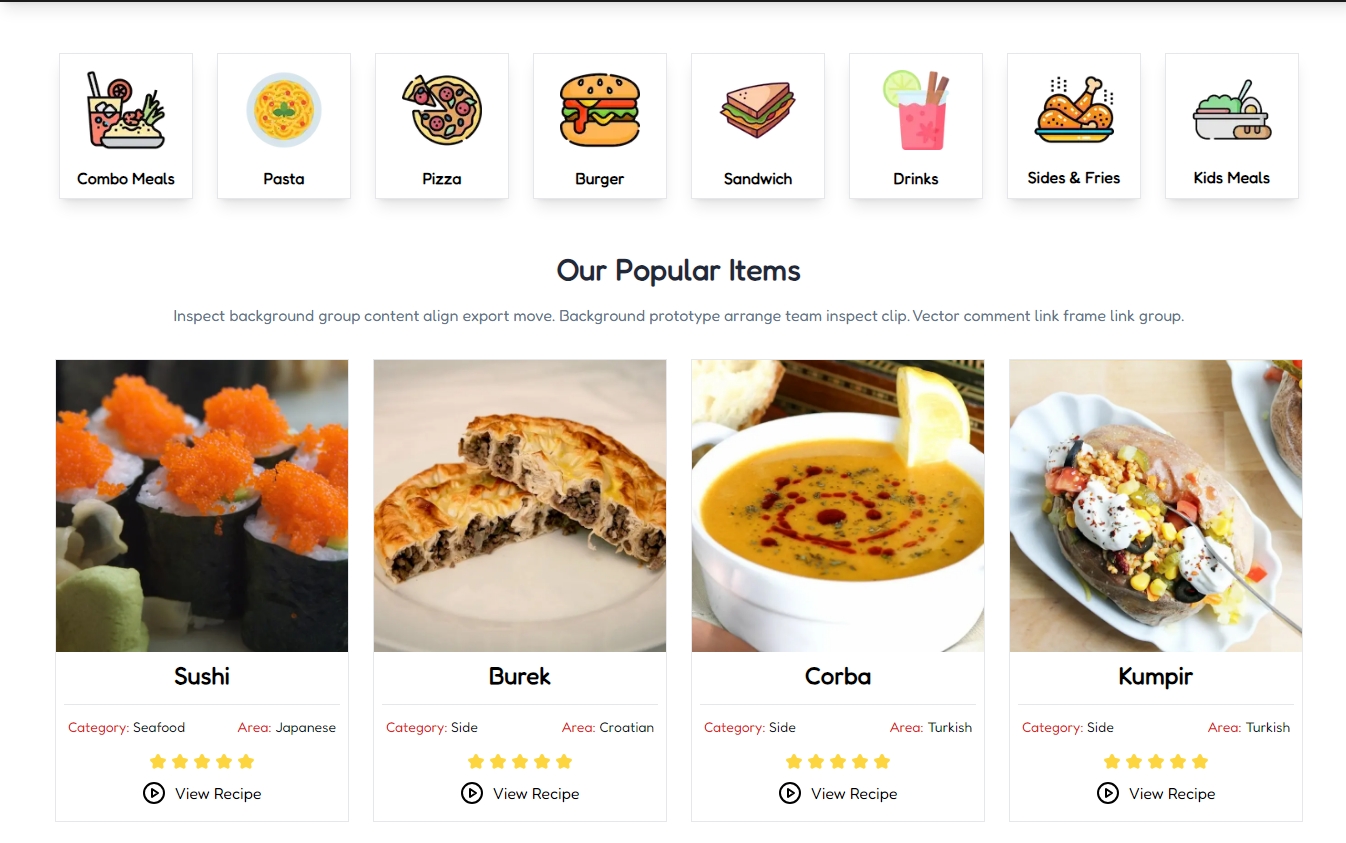 Combo Meals
Pasta
Pizza
Burger
Sandwich
Drinks
Sides & Fries
Kids Meals
Our Popular Items
Inspect background group content align export move. Background prototype arrange team inspect clip. Vector comment link frame link group.
Sushi
Category: Seafood
Area: Japanese
View Recipe
Burek
Category: Side
Area: Croatian
View Recipe
Corba
Category: Side
Area: Turkish
View Recipe
Kumpir
Category: Side
Area: Turkish
View Recipe